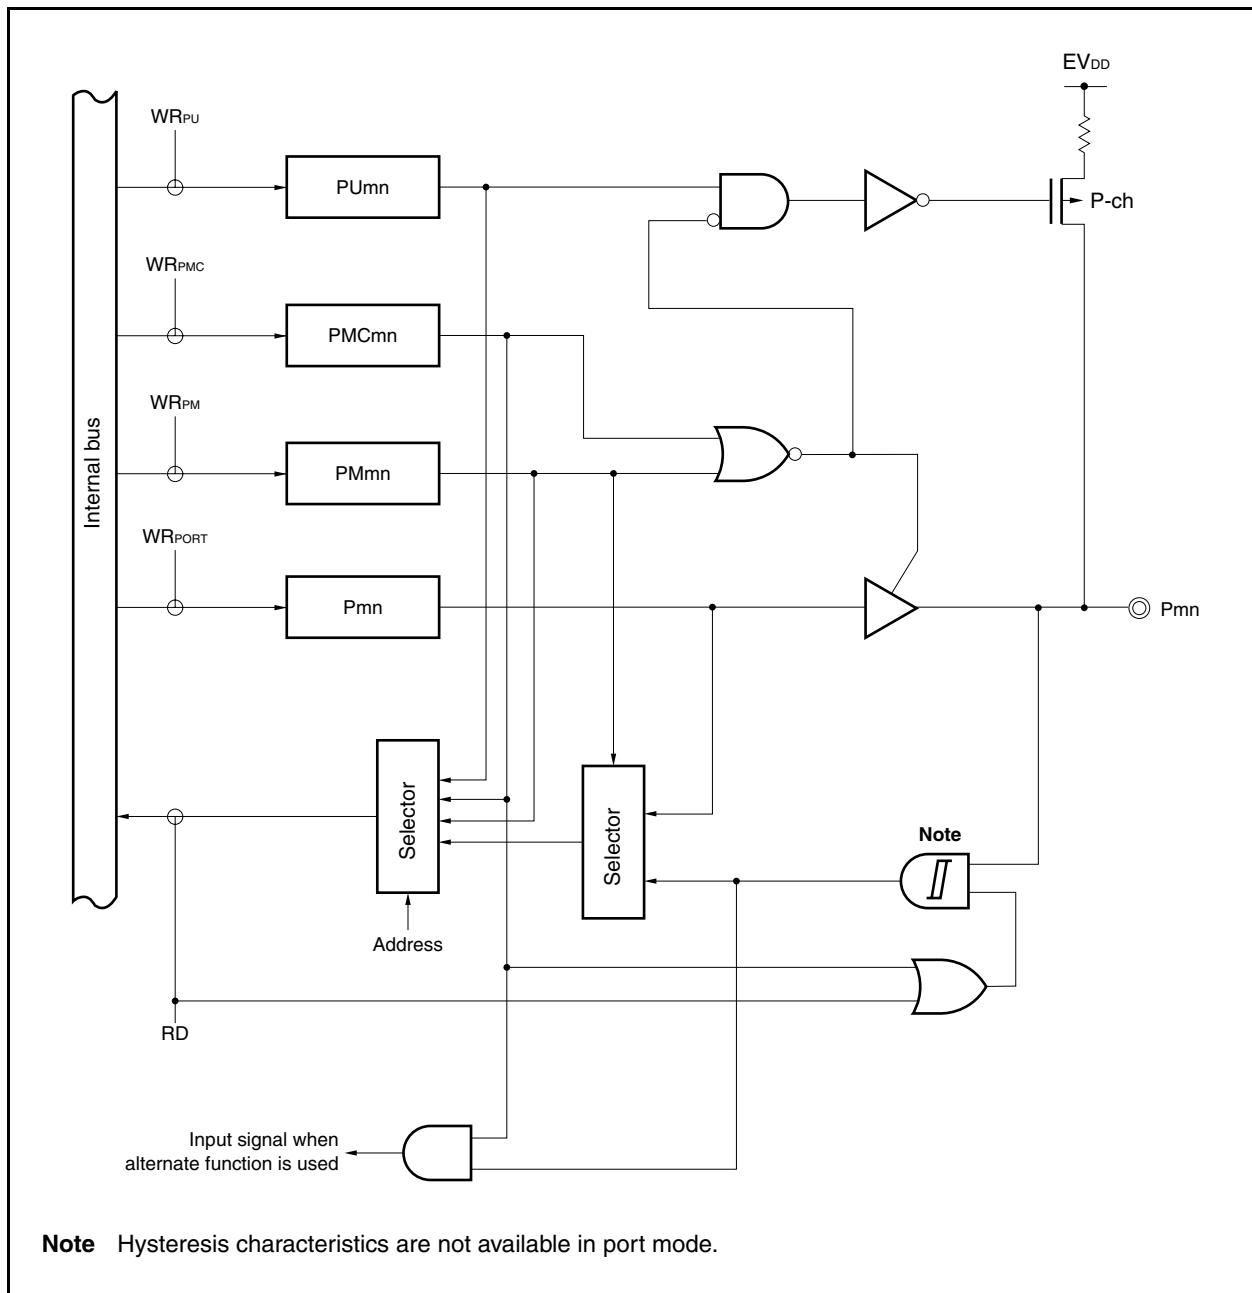 EVDD
WRPU
PUmn
P-ch
WRPMC
PMCmn
WRPM
PMmn
Internal bus
WRPORT
Pmn
Pmn
Selector
Selector
Note
Address
RD
Input signal when
alternate function is used
Note Hysteresis characteristics are not available in port mode.